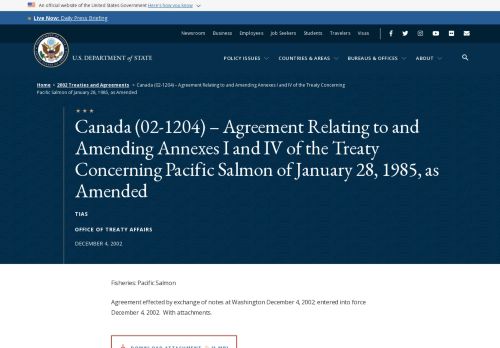 An official website of the United States Government Here's how you know
Live Now: Daily Press Briefing
Newsroom Business Employees Job Seekers Students Travelers Visas
U.S. DEPARTMENT of STATE
POLICY ISSUES COUNTRIES & AREAS BUREAUS & OFFICES ABOUT
Home > 2002 Treaties and Agreements > Canada (02-1204) – Agreement Relating to and Amending Annexes I and IV of the Treaty Concerning
Pacific Salmon of January 28, 1985, as Amended
Canada (02-1204) – Agreement Relating to and
Amending Annexes I and IV of the Treaty
Concerning Pacific Salmon of January 28, 1985, as
Amended
TIAS
OFFICE OF TREATY AFFAIRS
DECEMBER 4, 2002
Fisheries: Pacific Salmon
Agreement effected by exchange of notes at Washington December 4, 2002; entered into force
December 4, 2002. With attachments.
DOWNLOAD ATTACHMENT